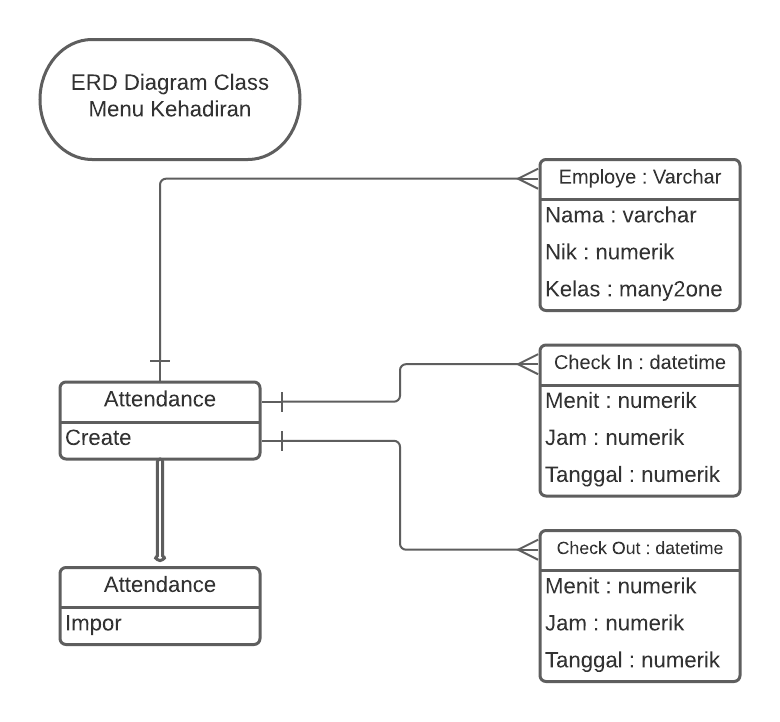 ERD Diagram Class
Menu Kehadiran
Employe : Varchar
Nama : varchar
Nik : numerik
Kelas : many2one
Attendance
Create
Check In : datetime
Menit : numerik
Jam : numerik
Tanggal : numerik
Check Out : datetime
Menit : numerik
Jam : numerik
Tanggal : numerik
Attendance
Impor